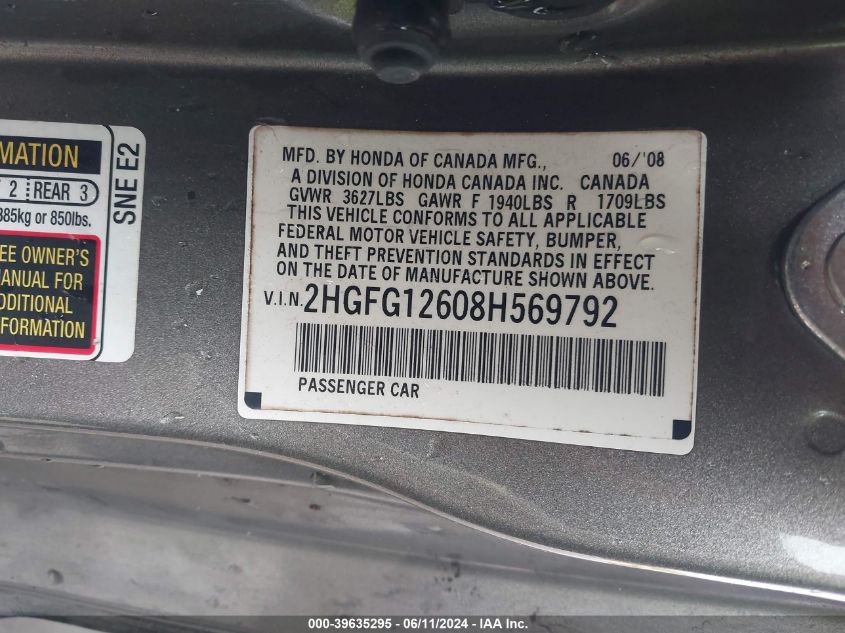 MATION
2 REAR 3
385kg or 850lbs.
EE OWNER'S
MANUAL FOR
DDITIONAL
FORMATION
SNE E2
MFD. BY HONDA OF CANADA MFG., 06/'08
A DIVISION OF HONDA CANADA INC. CANADA
GVWR 3627LBS GAWR F 1940LBS R 1709LBS
THIS VEHICLE CONFORMS TO ALL APPLICABLE
FEDERAL MOTOR VEHICLE SAFETY, BUMPER,
AND THEFT PREVENTION STANDARDS IN EFFECT
ON THE DATE OF MANUFACTURE SHOWN ABOVE.
V.I.N. 2HGFG12608H569792
PASSENGER CAR
000-39635295 - 06/11/2024 - IAA Inc.